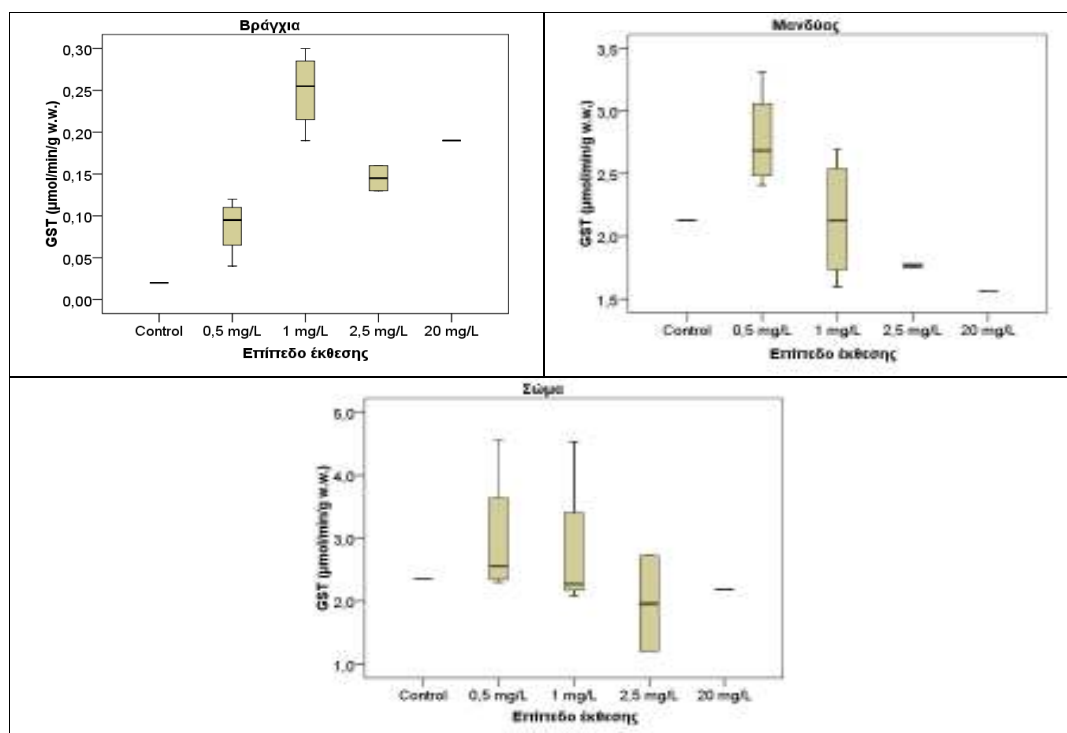 Βράγχια
GST (μmol/min/g w.w.)
0,30
0,25
0,20
0,15
0,10
0,05
0,00
Control 0,5 mg/L 1 mg/L 2,5 mg/L 20 mg/L
Επίπεδο έκθεσης
Μανδύας
GST (μmol/min/g w.w.)
3,5
3,0
2,5
2,0
1,5
Control 0,5 mg/L 1 mg/L 2,5 mg/L 20 mg/L
Επίπεδο έκθεσης
Σώμα
GST (μmol/min/g w.w.)
5,0
4,0
3,0
2,0
1,0
Control 0,5 mg/L 1 mg/L 2,5 mg/L 20 mg/L
Επίπεδο έκθεσης